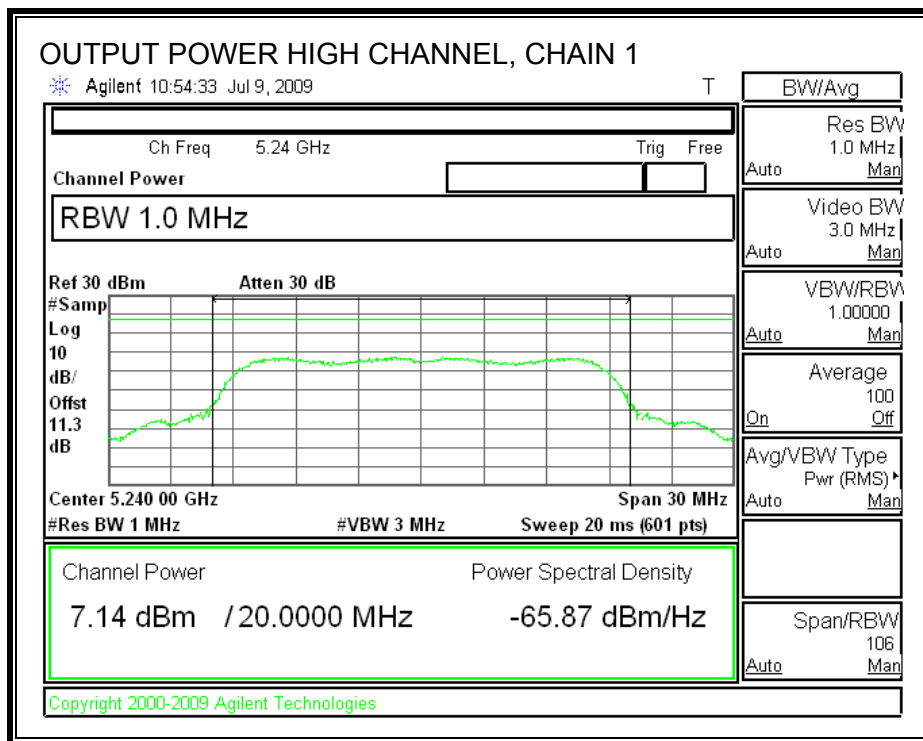 OUTPUT POWER HIGH CHANNEL, CHAIN 1
Agilent 10:54:33 Jul 9, 2009 T
Ch Freq 5.24 GHz Trig Free
Channel Power
RBW 1.0 MHz
Ref 30 dBm Atten 30 dB
#Samp
Log
10
dB/
Offst
11.3
dB
Center 5.240 00 GHz Span 30 MHz
#Res BW 1 MHz #VBW 3 MHz Sweep 20 ms (601 pts)
Channel Power Power Spectral Density
7.14 dBm / 20.0000 MHz -65.87 dBm/Hz
Copyright 2000-2009 Agilent Technologies
BW/Avg
Res BW
1.0 MHz
Auto Man
Video BW
3.0 MHz
Auto Man
VBW/RBW
1.00000
Auto Man
Average
100
On Off
Avg/VBW Type
Pwr (RMS)
Auto Man
Span/RBW
106
Auto Man